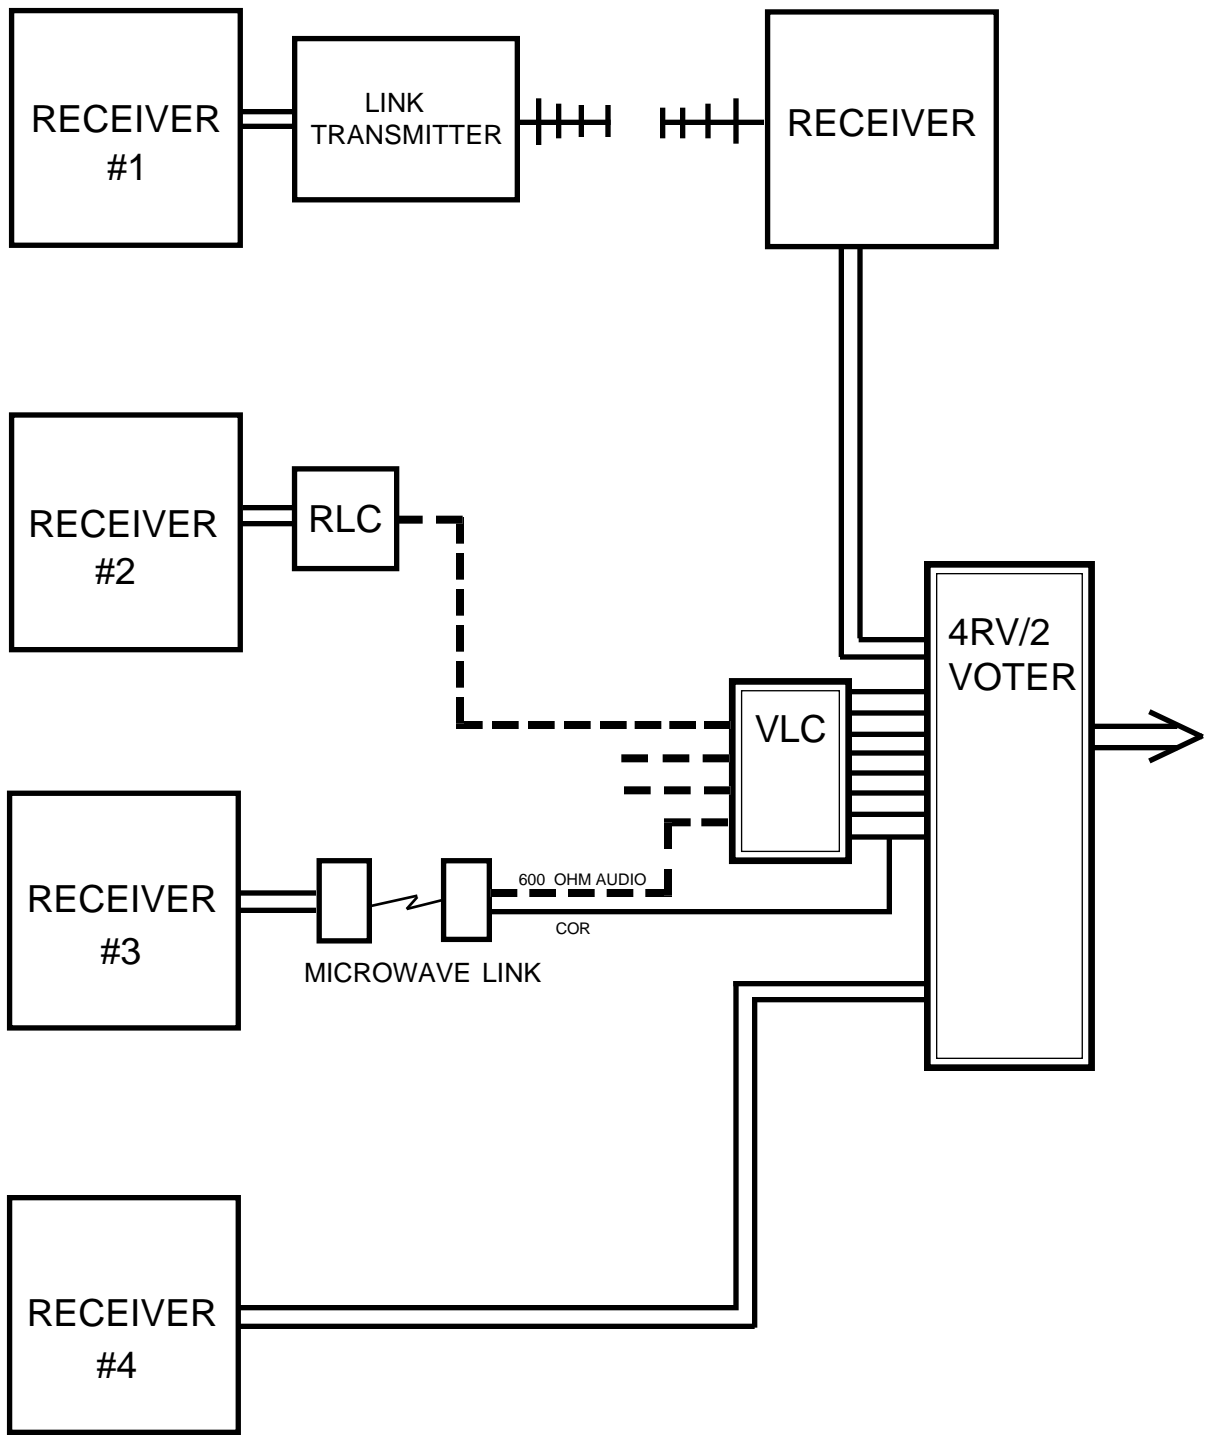 RECEIVER
#1
LINK
TRANSMITTER
RECEIVER
RECEIVER
#2
RLC
4RV/2
VOTER
VLC
RECEIVER
#3
600 OHM AUDIO
COR
MICROWAVE LINK
RECEIVER
#4